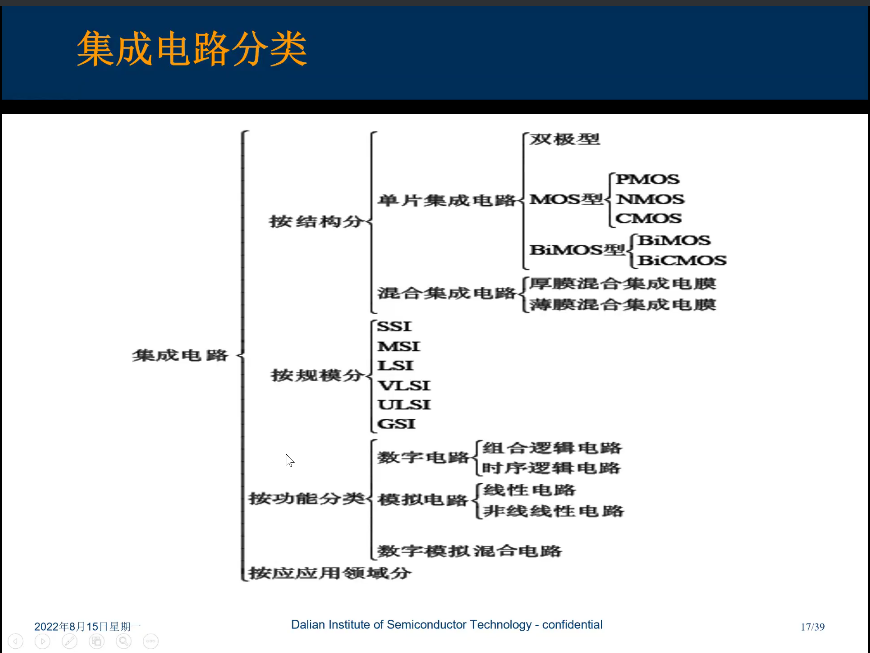 集成电路分类
集成电路
按结构分
单片集成电路
双极型
MOS型
PMOS
NMOS
CMOS
BiMOS型
BiMOS
BiCMOS
混合集成电路
厚膜混合集成电膜
薄膜混合集成电膜
按规模分
SSI
MSI
LSI
VLSI
ULSI
GSI
按功能分类
数字电路
组合逻辑电路
时序逻辑电路
模拟电路
线性电路
非线线性电路
数字模拟混合电路
按应应用领域分
2022年8月15日星期一
Dalian Institute of Semiconductor Technology - confidential
17/39